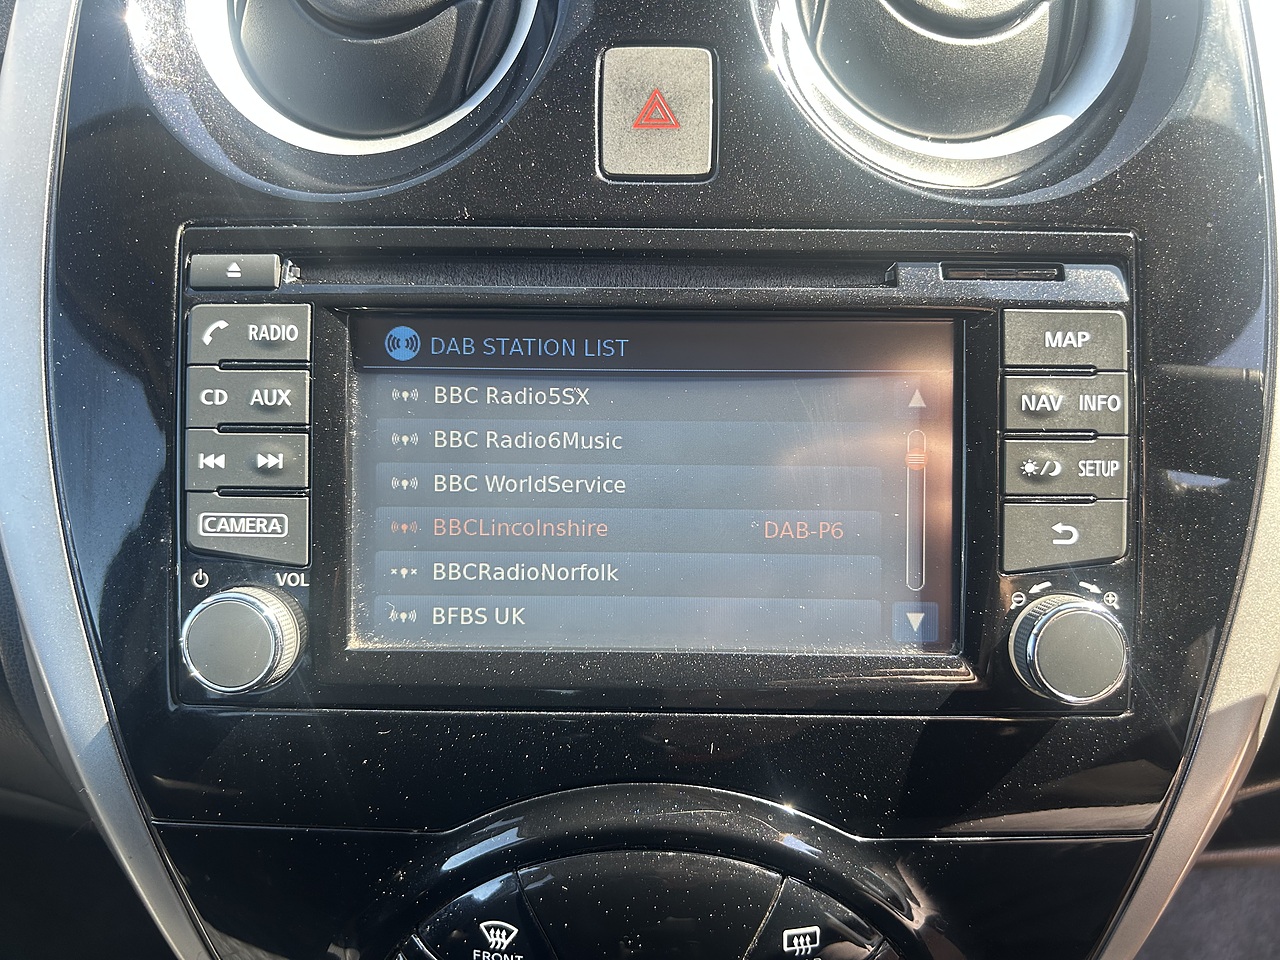 RADIO
CD AUX
CAMERA
VOL
DAB STATION LIST
BBC Radio5SX
BBC Radio6Music
BBC WorldService
BBCLincolnshire DAB-P6
BBCRadioNorfolk
BFBS UK
MAP
NAV INFO
SETUP
FRONT